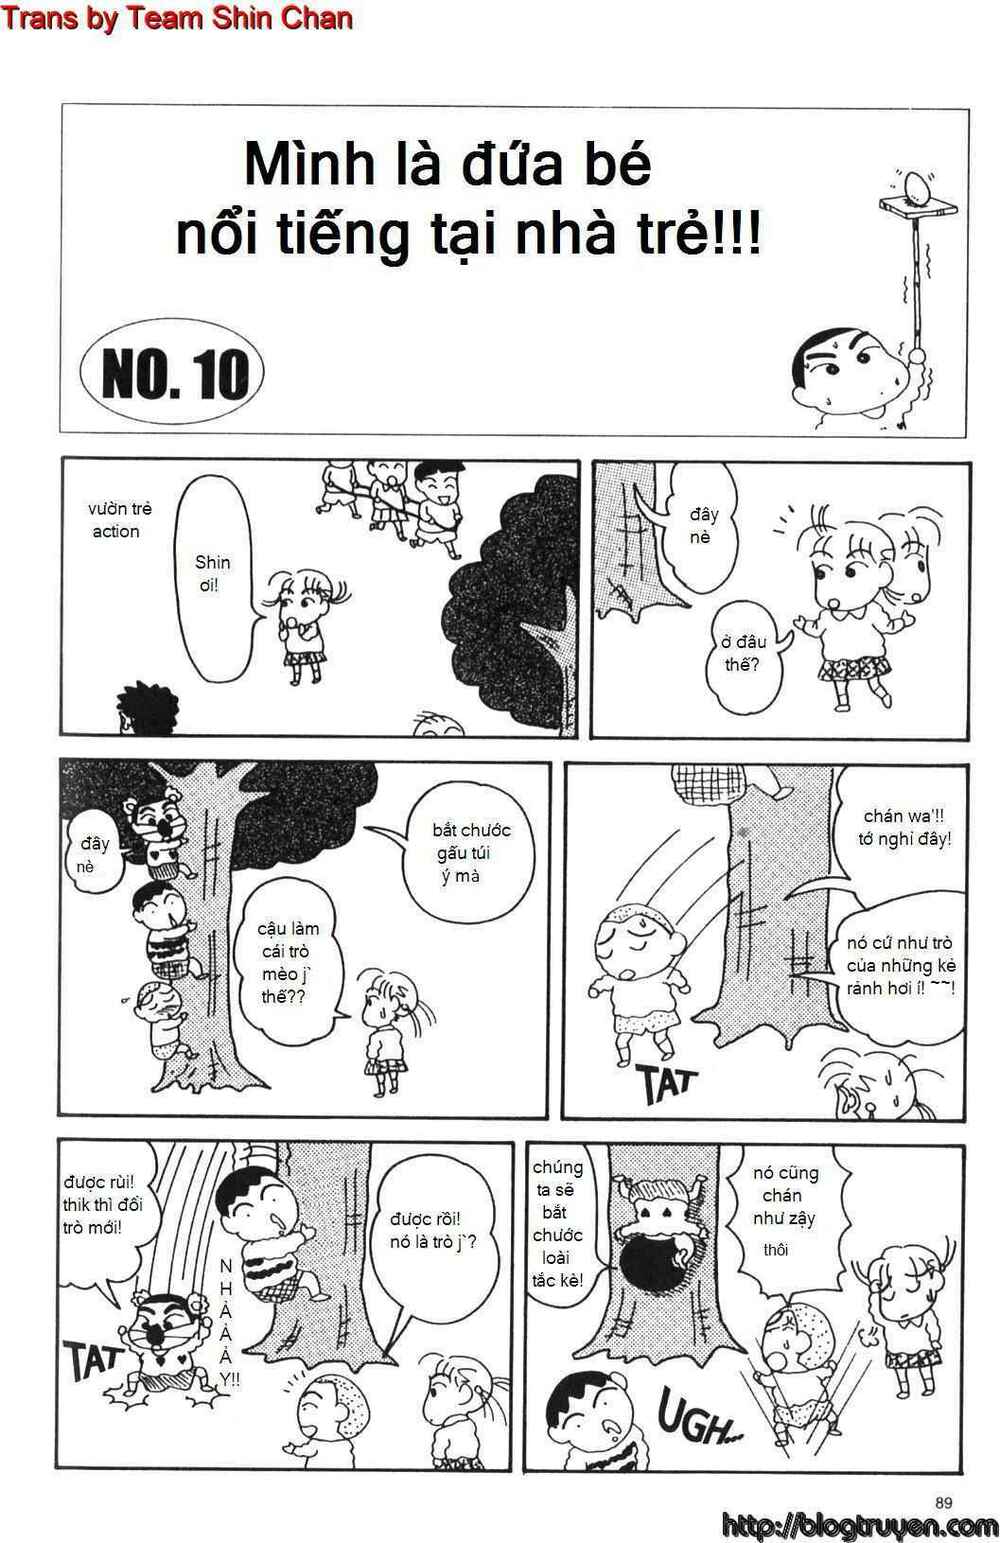 Trans by Team Shin Chan
Mình là đứa bé
nổi tiếng tại nhà trẻ!!!
NO. 10
vườn trẻ
action
Shin
ơi!
đây
nè
ở đâu
thế?
đây
nè
bắt chước
gấu túi
ý mà
cậu làm
cái trò
mèo j`
thế??
chán wa'!!
tớ nghỉ đây!
nó cứ như trò
của những kẻ
rảnh hơi í! ~~!
TAT
được rùi!
thik thì đổi
trò mới!
TAT
NHÀÀÀẢY!!
được rồi!
nó là trò j`?
chúng
ta sẽ
bắt
chước
loài
tắc kè!
nó cũng
chán
như zậy
thôi
UGH...
89
http://blogtruyen.com